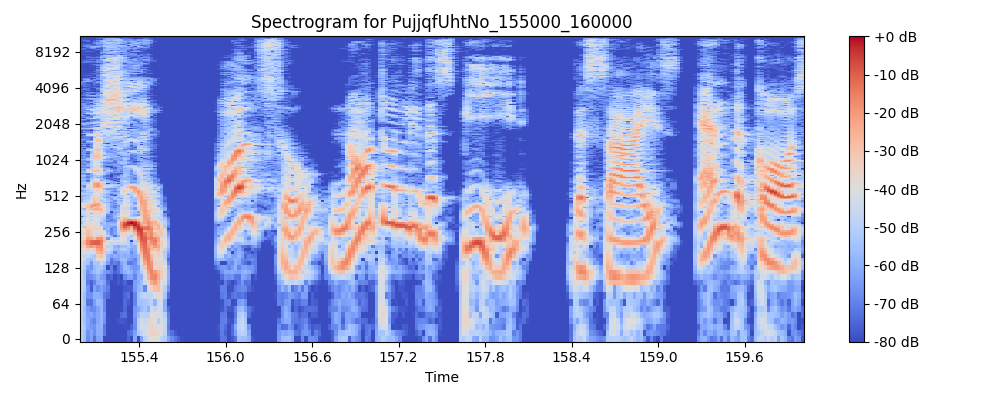 Spectrogram for PujjqfUhtNo_155000_160000
8192
4096
2048
1024
512
256
128
64
0
Hz
155.4 156.0 156.6 157.2 157.8 158.4 159.0 159.6
Time
+0 dB
-10 dB
-20 dB
-30 dB
-40 dB
-50 dB
-60 dB
-70 dB
-80 dB